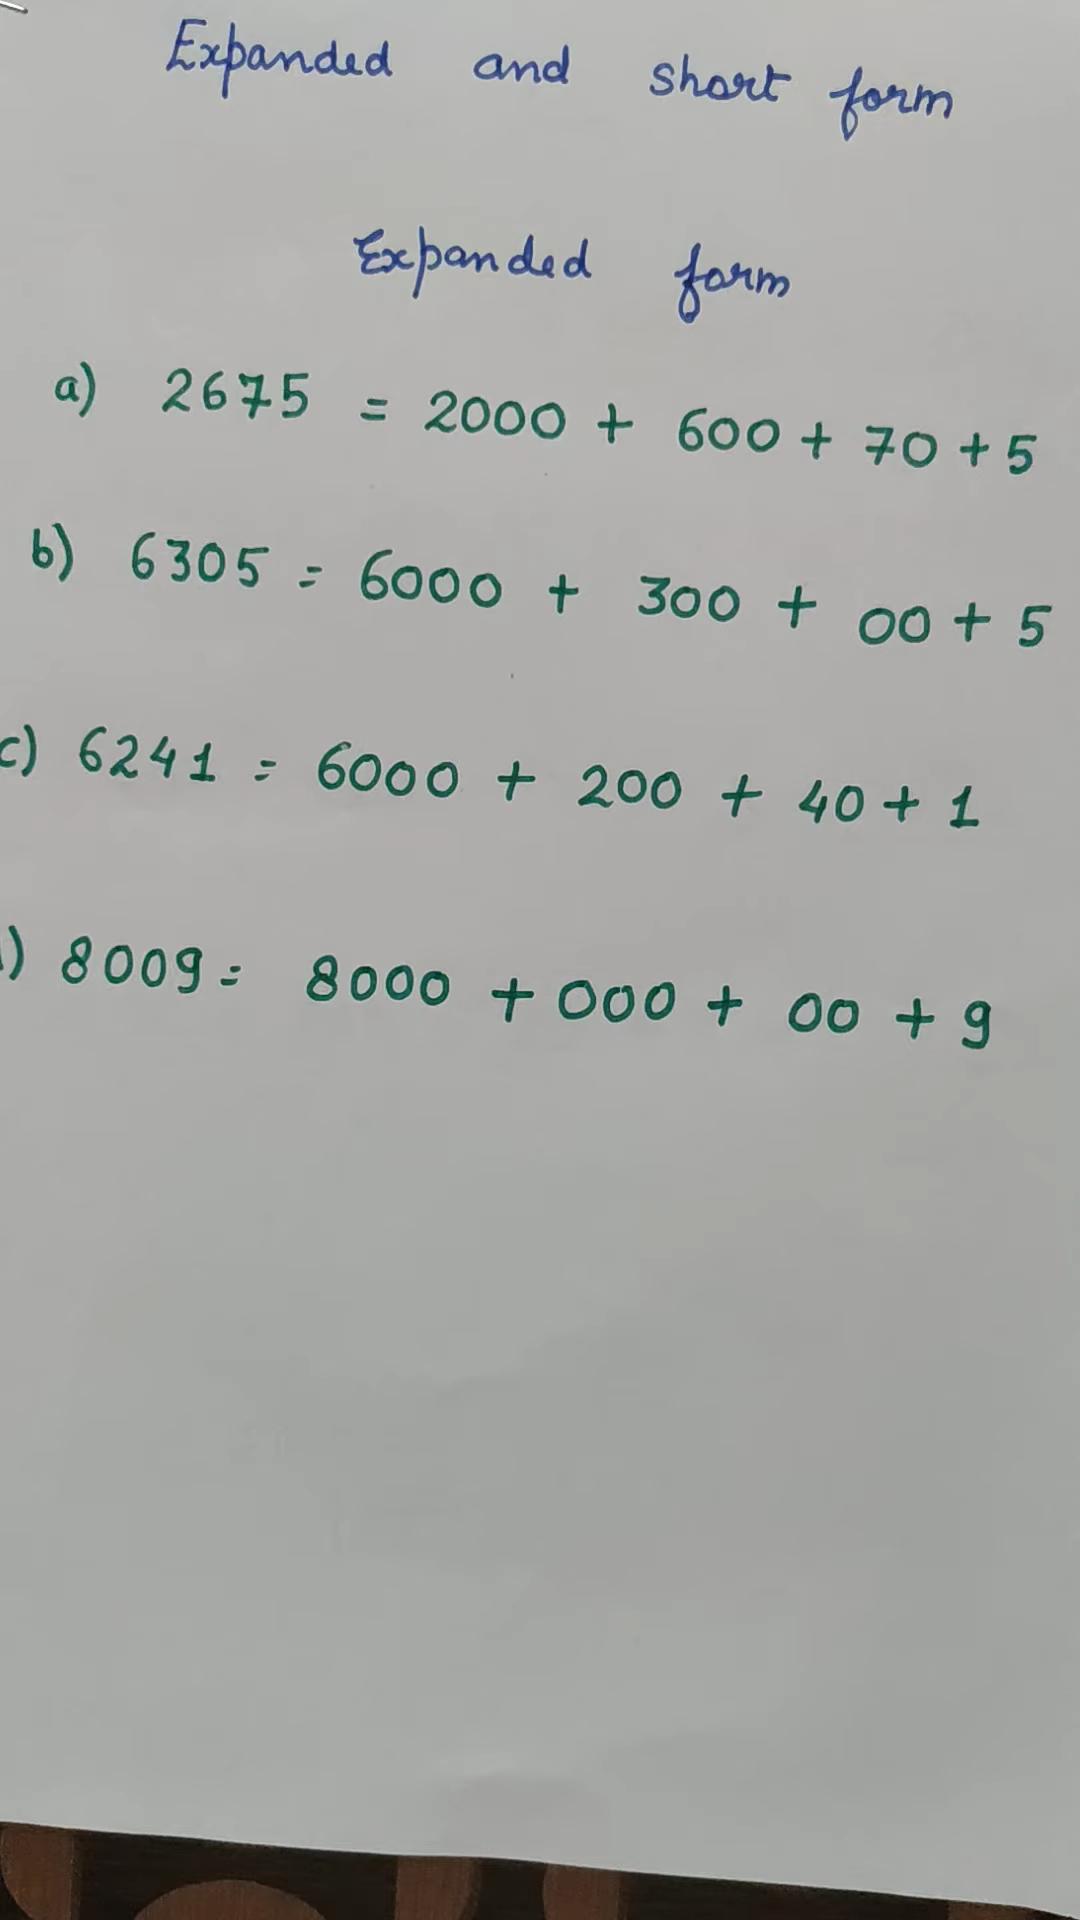 Expanded and short form
Expanded form
a) 2675 = 2000 + 600 + 70 + 5
b) 6305 = 6000 + 300 + 00 + 5
c) 6241 = 6000 + 200 + 40 + 1
) 8009 = 8000 + 000 + 00 + 9